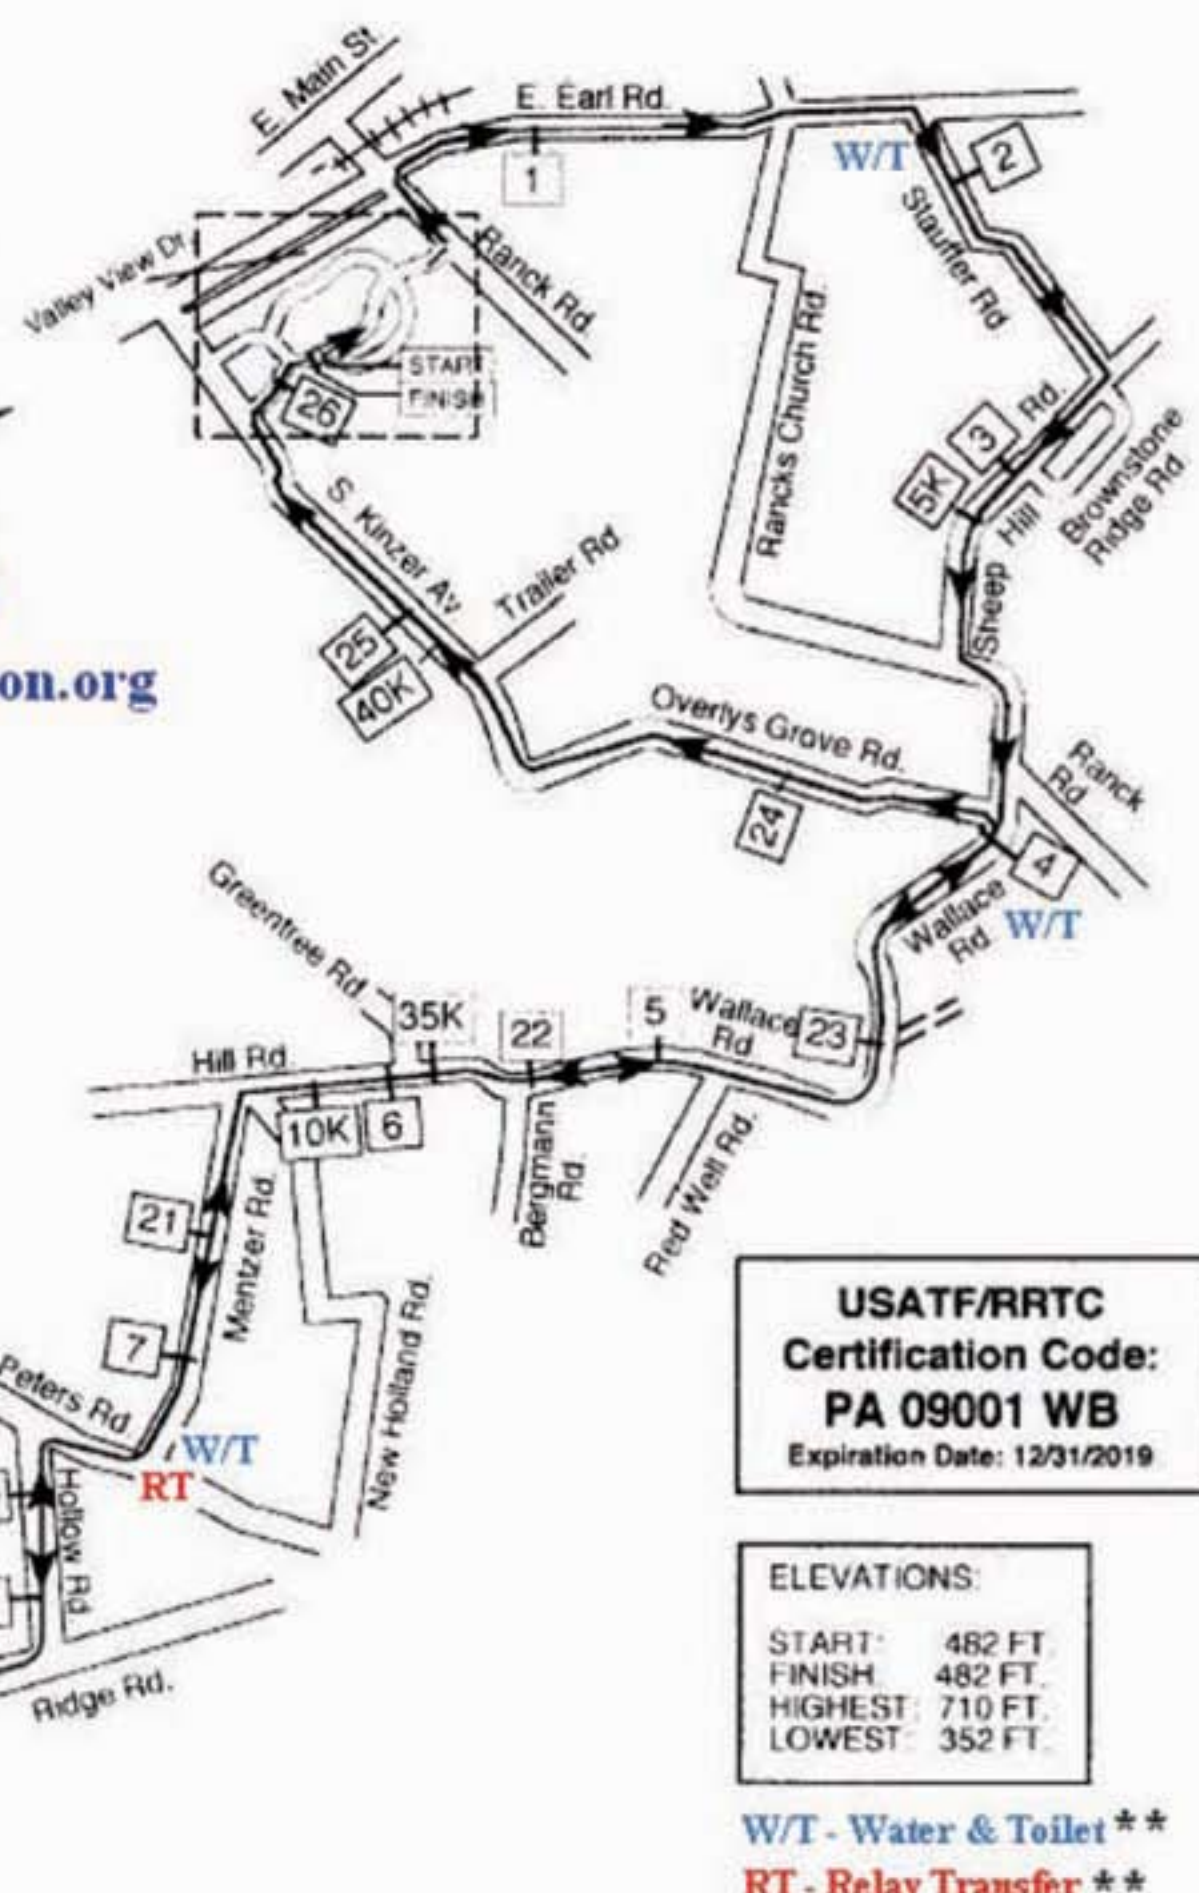 E. Main St.
E. Earl Rd.
1
W/T
2
Stauffer Rd
Valley View Dr.
Ranck Rd.
START
FINISH
26
Rancks Church Rd.
3
Rd.
5K
Hill
Brownstone
Ridge Rd.
Sheep
S. Kinzer Av
Trailer Rd.
25
40K
on.org
Overlys Grove Rd.
24
Ranck
Rd
4
W/T
Wallace
Rd.
Greentree Rd.
35K
22
5
Wallace
Rd
23
Hill Rd.
10K
6
Bergmann
Rd.
Red Well Rd.
21
Mentzer Rd.
7
New Holland Rd.
Peters Rd.
W/T
RT
Hollow Rd.
Ridge Rd.
USATF/RRTC
Certification Code:
PA 09001 WB
Expiration Date: 12/31/2019
ELEVATIONS:
START: 482 FT.
FINISH 482 FT.
HIGHEST: 710 FT.
LOWEST: 352 FT.
W/T - Water & Toilet **
RT - Relay Transfer **